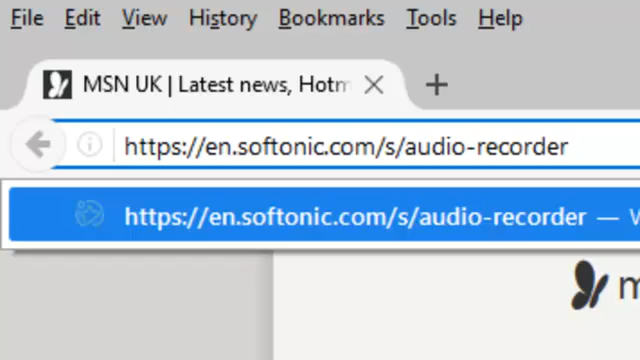 File Edit View History Bookmarks Tools Help
MSN UK | Latest news, Hotm
https://en.softonic.com/s/audio-recorder
https://en.softonic.com/s/audio-recorder —
m